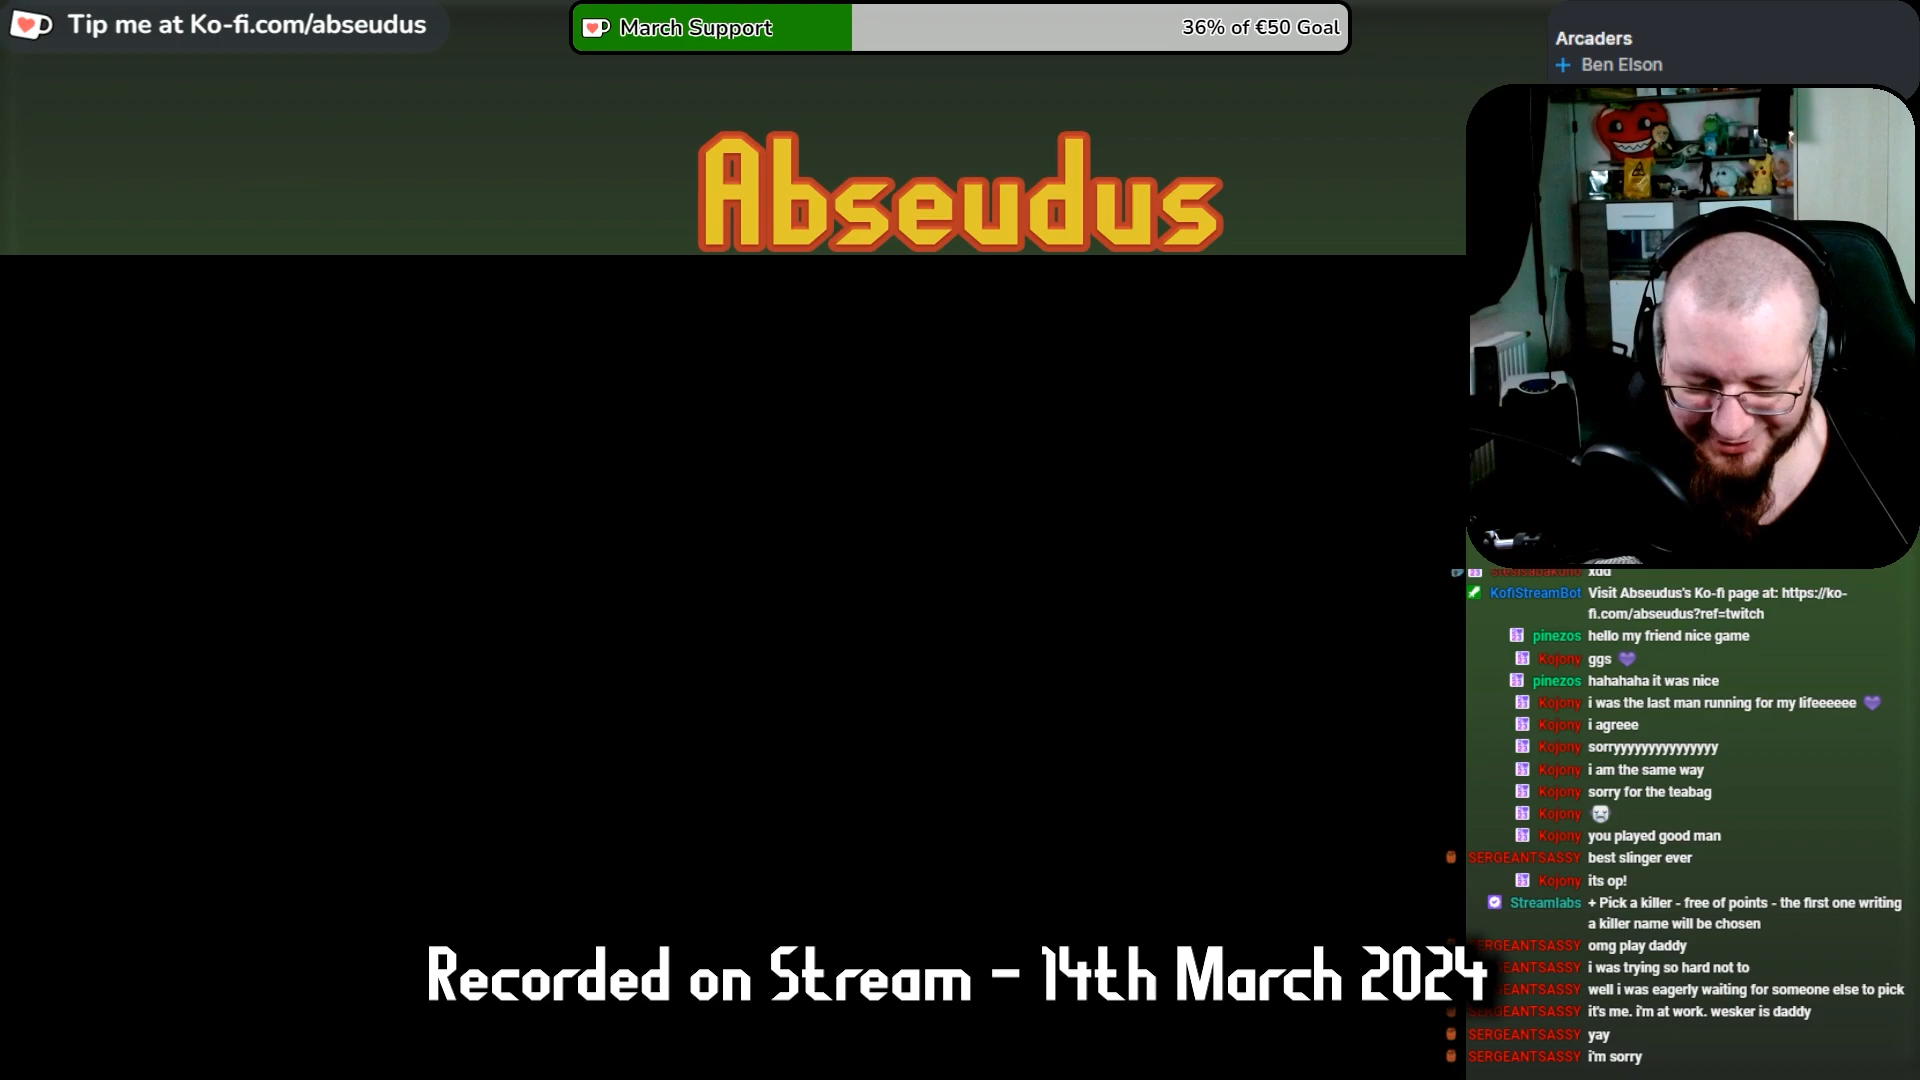 Tip me at Ko-fi.com/abseudus
March Support
36% of €50 Goal
Arcaders
+ Ben Elson
Abseudus
xdd
KofiStreamBot Visit Abseudus's Ko-fi page at: https://ko-
fi.com/abseudus?ref=twitch
pinezos hello my friend nice game
Kojony ggs
pinezos hahahaha it was nice
Kojony i was the last man running for my lifeeeeee
Kojony i agreee
Kojony sorryyyyyyyyyyyyyyy
Kojony i am the same way
Kojony sorry for the teabag
Kojony
Kojony you played good man
SERGEANTSASSY best slinger ever
Kojony its op!
Streamlabs + Pick a killer - free of points - the first one writing
a killer name will be chosen
SERGEANTSASSY omg play daddy
SERGEANTSASSY i was trying so hard not to
SERGEANTSASSY well i was eagerly waiting for someone else to pick
SERGEANTSASSY it's me. i'm at work. wesker is daddy
SERGEANTSASSY yay
SERGEANTSASSY i'm sorry
Recorded on Stream - 14th March 2024